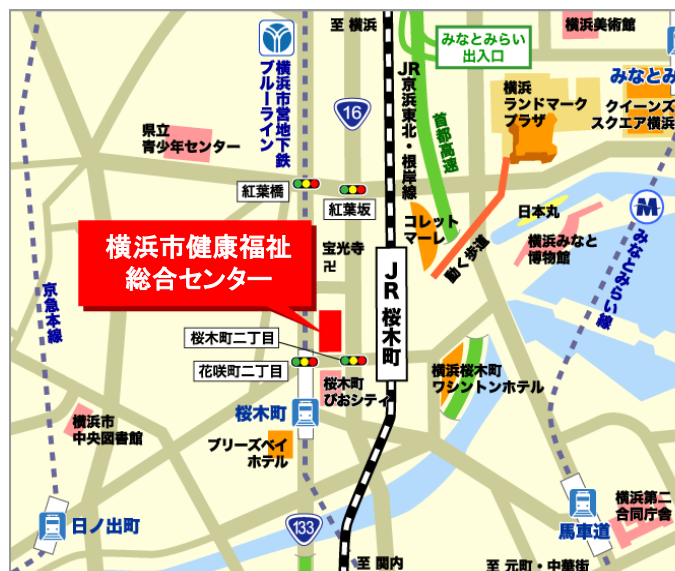 至 横浜
みなとみらい
出入口
横浜美術館
みなとみ
横浜市営地下鉄
ブルーライン
16
JR京浜東北・根岸線
首都高速
横浜
ランドマーク
プラザ
クイーンズ
スクエア横浜
県立
青少年センター
紅葉橋
紅葉坂
コレット
マーレ
動く歩道
日本丸
横浜みなと
博物館
M
みなとみらい線
横浜市健康福祉
総合センター
宝光寺
卍
JR 桜木町
京急本線
桜木町二丁目
花咲町二丁目
桜木町
ぴおシティ
横浜桜木町
ワシントンホテル
桜木町
横浜市
中央図書館
ブリーズベイ
ホテル
日ノ出町
133
馬車道
横浜第二
合同庁舎
至 関内
至 元町・中華街